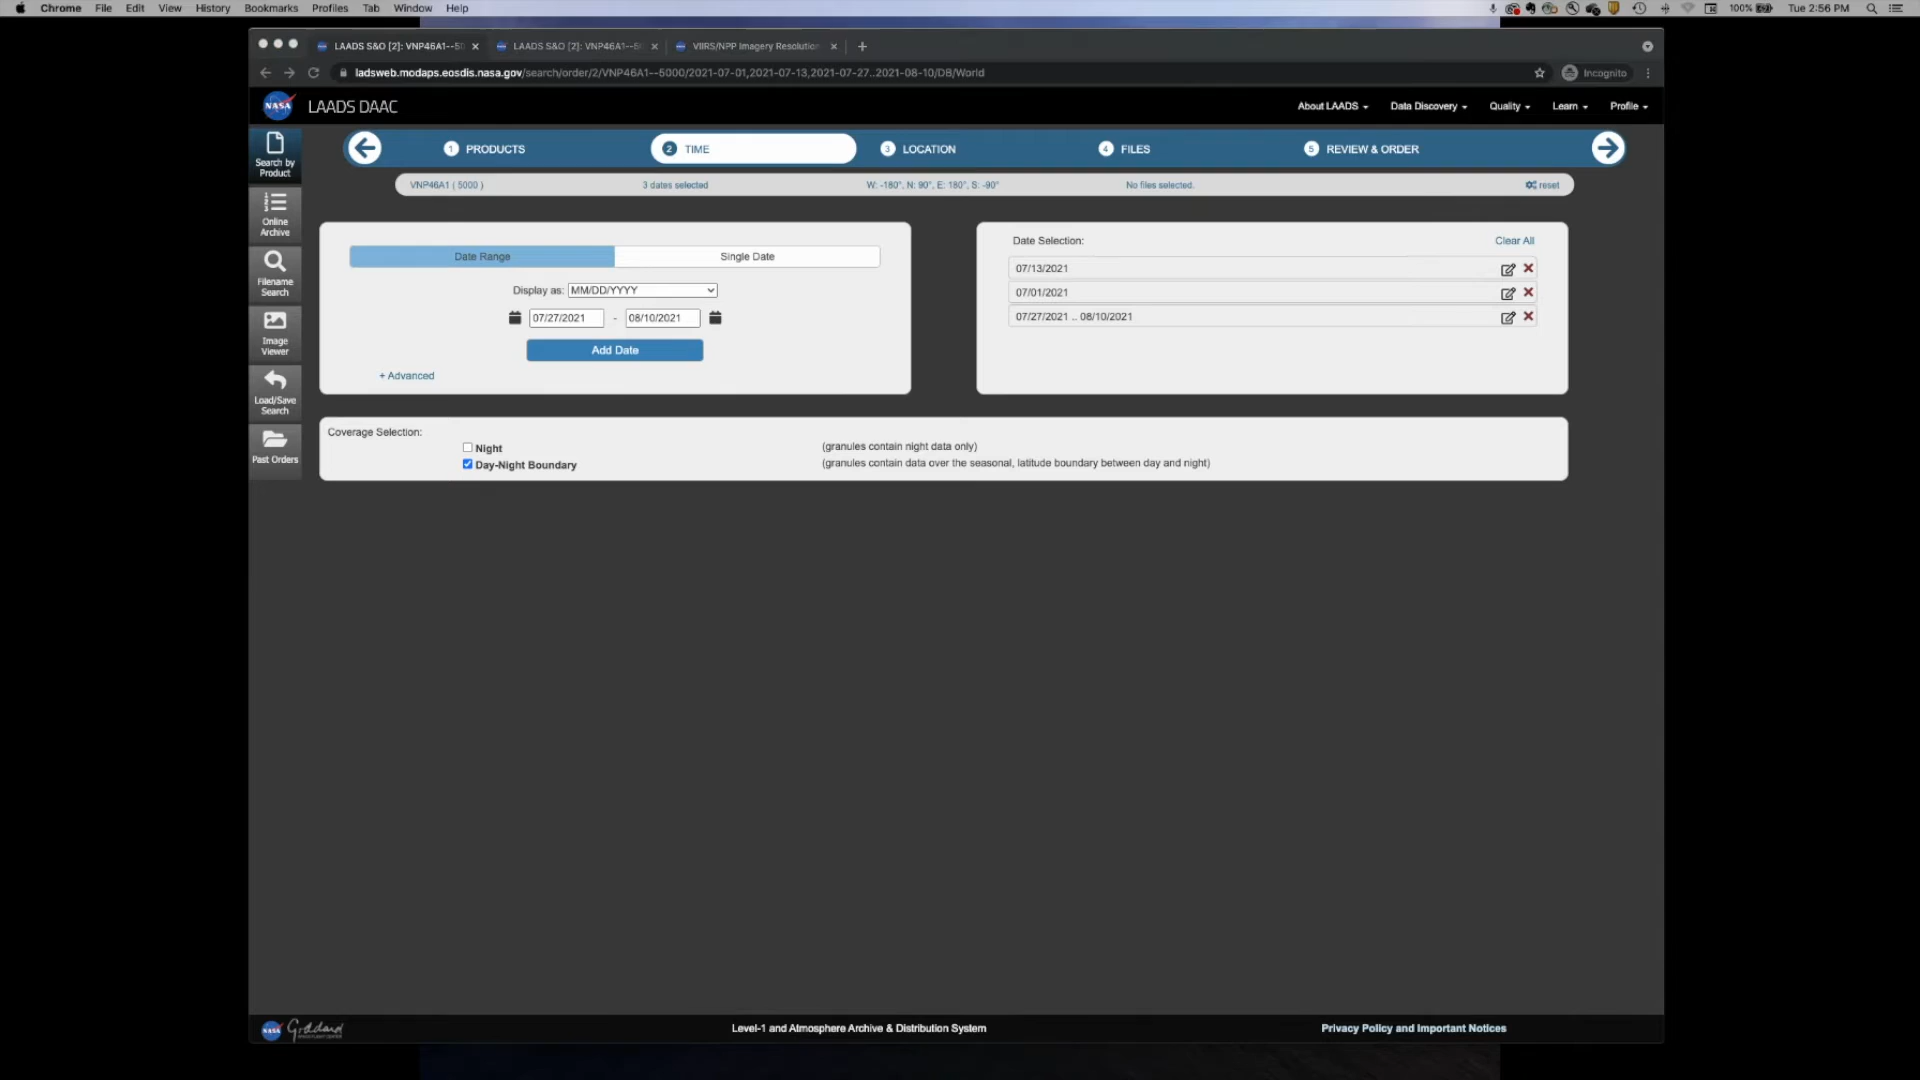 Chrome File Edit View History Bookmarks Profiles Tab Window Help 100% Tue 2:56 PM
LAADS S&O [2]: VNP46A1--50 LAADS S&O [2]: VNP46A1--50 VIIRS/NPP Imagery Resolution
ladsweb.modaps.eosdis.nasa.gov/search/order/2/VNP46A1--5000/2021-07-01,2021-07-13,2021-07-27..2021-08-10/DB/World Incognito
NASA LAADS DAAC About LAADS Data Discovery Quality Learn Profile
1 PRODUCTS 2 TIME 3 LOCATION 4 FILES 5 REVIEW & ORDER
VNP46A1 ( 5000 ) 3 dates selected W: -180°, N: 90°, E: 180°, S: -90° No files selected. reset
Search by
Product
Online
Archive
Filename
Search
Image
Viewer
Load/Save
Search
Past Orders
Date Range Single Date
Display as: MM/DD/YYYY
07/27/2021 - 08/10/2021
Add Date
+ Advanced
Date Selection: Clear All
07/13/2021
07/01/2021
07/27/2021 .. 08/10/2021
Coverage Selection:
Night (granules contain night data only)
Day-Night Boundary (granules contain data over the seasonal, latitude boundary between day and night)
NASA Goddard Level-1 and Atmosphere Archive & Distribution System Privacy Policy and Important Notices